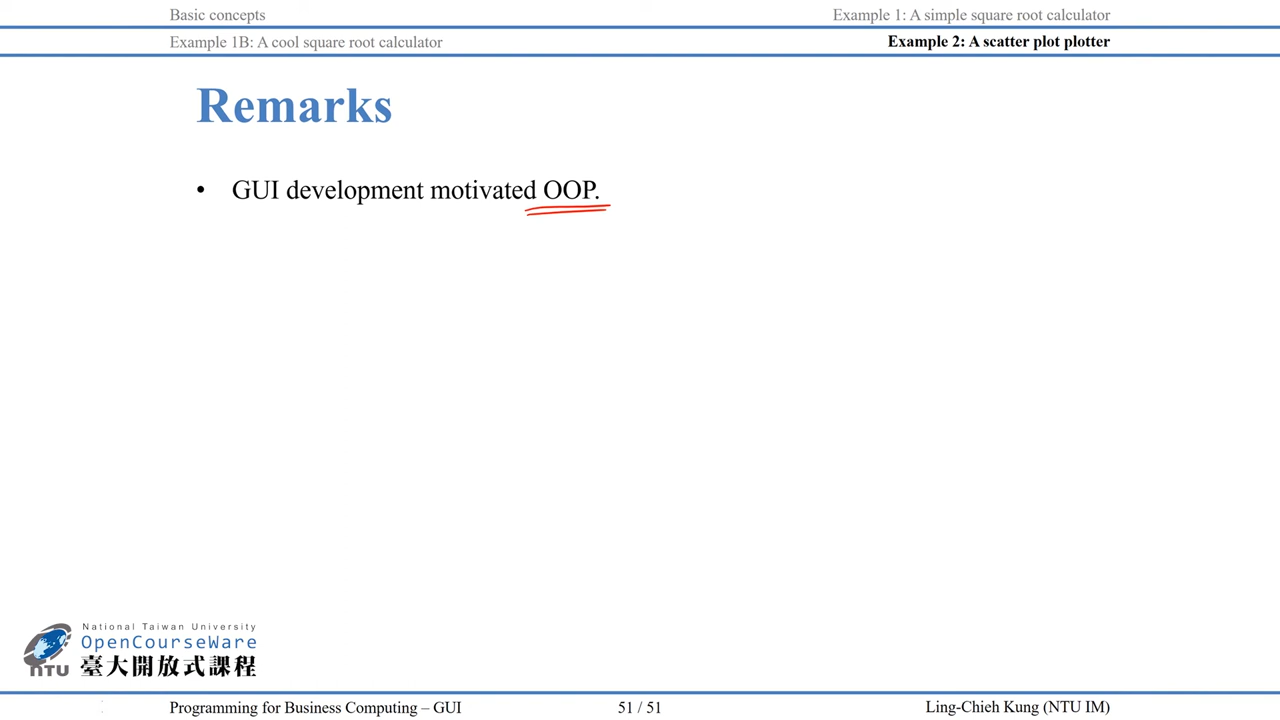 Basic concepts
Example 1: A simple square root calculator
Example 1B: A cool square root calculator
Example 2: A scatter plot plotter
Remarks
• GUI development motivated OOP.
National Taiwan University
OpenCourseWare
NTU 臺大開放式課程
Programming for Business Computing – GUI
51 / 51
Ling-Chieh Kung (NTU IM)